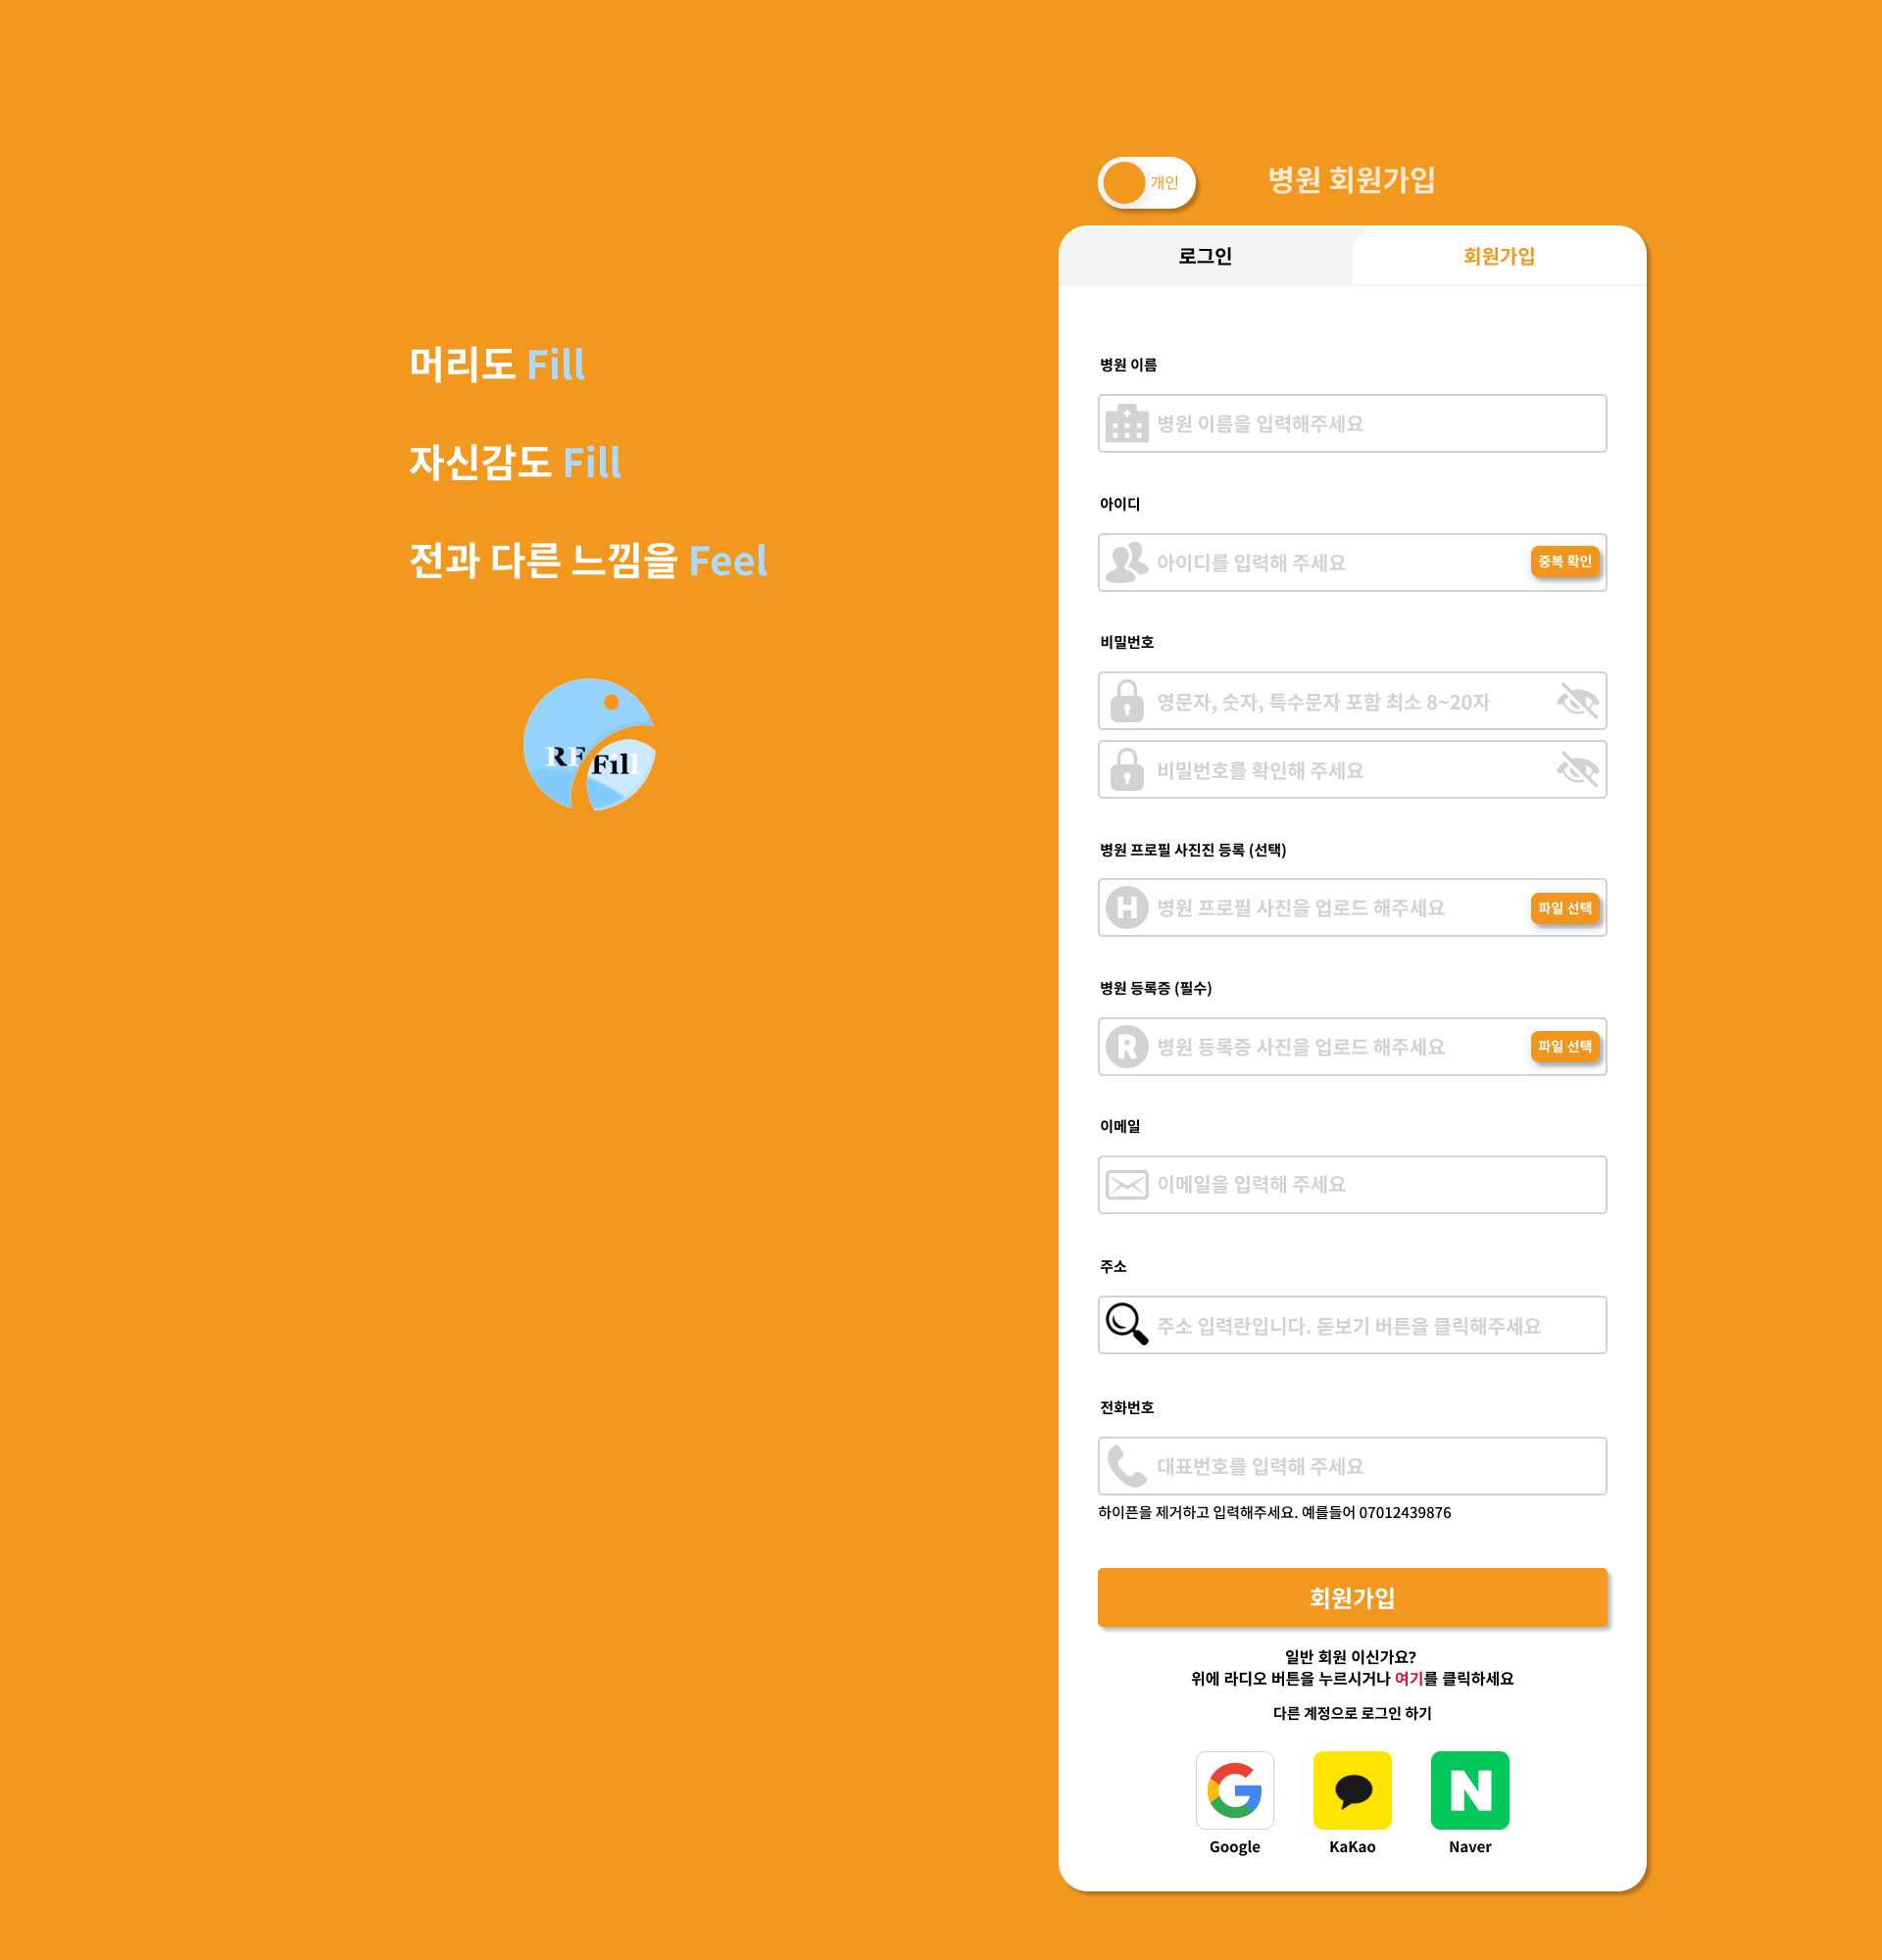 머리도 Fill
자신감도 Fill
전과 다른 느낌을 Feel
RF
Fill
개인
병원 회원가입
로그인
회원가입
병원 이름
병원 이름을 입력해주세요
아이디
아이디를 입력해 주세요
중복 확인
비밀번호
영문자, 숫자, 특수문자 포함 최소 8~20자
비밀번호를 확인해 주세요
병원 프로필 사진진 등록 (선택)
H
병원 프로필 사진을 업로드 해주세요
파일 선택
병원 등록증 (필수)
R
병원 등록증 사진을 업로드 해주세요
파일 선택
이메일
이메일을 입력해 주세요
주소
주소 입력란입니다. 돋보기 버튼을 클릭해주세요
전화번호
대표번호를 입력해 주세요
하이픈을 제거하고 입력해주세요. 예를들어 07012439876
회원가입
일반 회원 이신가요?
위에 라디오 버튼을 누르시거나 여기를 클릭하세요
다른 계정으로 로그인 하기
G
N
Google
KaKao
Naver